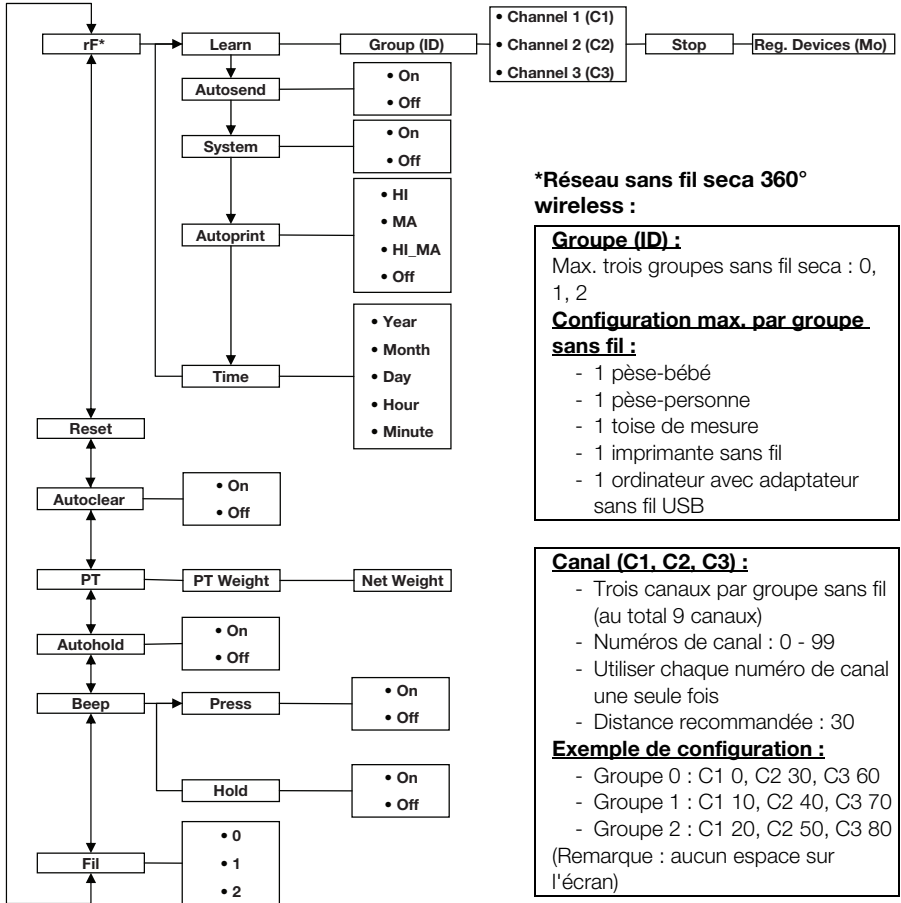 rF*
Learn
Group (ID)
• Channel 1 (C1)
• Channel 2 (C2)
• Channel 3 (C3)
Stop
Reg. Devices (Mo)
Autosend
• On
• Off
System
• On
• Off
Autoprint
• HI
• MA
• HI_MA
• Off
Time
• Year
• Month
• Day
• Hour
• Minute
Reset
Autoclear
• On
• Off
PT
PT Weight
Net Weight
Autohold
• On
• Off
Beep
Press
• On
• Off
Hold
• On
• Off
Fil
• 0
• 1
• 2
*Réseau sans fil seca 360°
wireless :
Groupe (ID) :
Max. trois groupes sans fil seca : 0,
1, 2
Configuration max. par groupe
sans fil :
- 1 pèse-bébé
- 1 pèse-personne
- 1 toise de mesure
- 1 imprimante sans fil
- 1 ordinateur avec adaptateur
sans fil USB
Canal (C1, C2, C3) :
- Trois canaux par groupe sans fil
(au total 9 canaux)
- Numéros de canal : 0 - 99
- Utiliser chaque numéro de canal
une seule fois
- Distance recommandée : 30
Exemple de configuration :
- Groupe 0 : C1 0, C2 30, C3 60
- Groupe 1 : C1 10, C2 40, C3 70
- Groupe 2 : C1 20, C2 50, C3 80
(Remarque : aucun espace sur
l'écran)